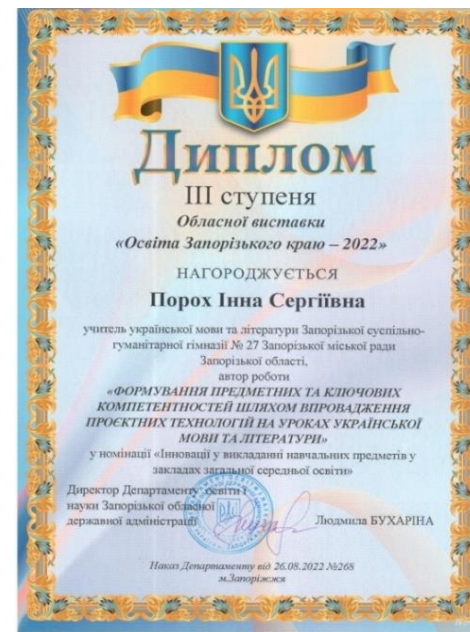 Диплом
III ступеня
Обласної виставки
«Освіта Запорізького краю – 2022»
НАГОРОДЖУЄТЬСЯ
Порох Інна Сергіївна
учитель української мови та літератури Запорізької суспільно-
гуманітарної гімназії № 27 Запорізької міської ради
Запорізької області,
автор роботи
«ФОРМУВАННЯ ПРЕДМЕТНИХ ТА КЛЮЧОВИХ
КОМПЕТЕНТНОСТЕЙ ШЛЯХОМ ВПРОВАДЖЕННЯ
ПРОЄКТНИХ ТЕХНОЛОГІЙ НА УРОКАХ УКРАЇНСЬКОЇ
МОВИ ТА ЛІТЕРАТУРИ»
у номінації «Інновації у викладанні навчальних предметів у
закладах загальної середньої освіти»
Директор Департаменту освіти і
науки Запорізької обласної
державної адміністрації
Людмила БУХАРІНА
Наказ Департаменту від 26.08.2022 №268
м.Запоріжжя